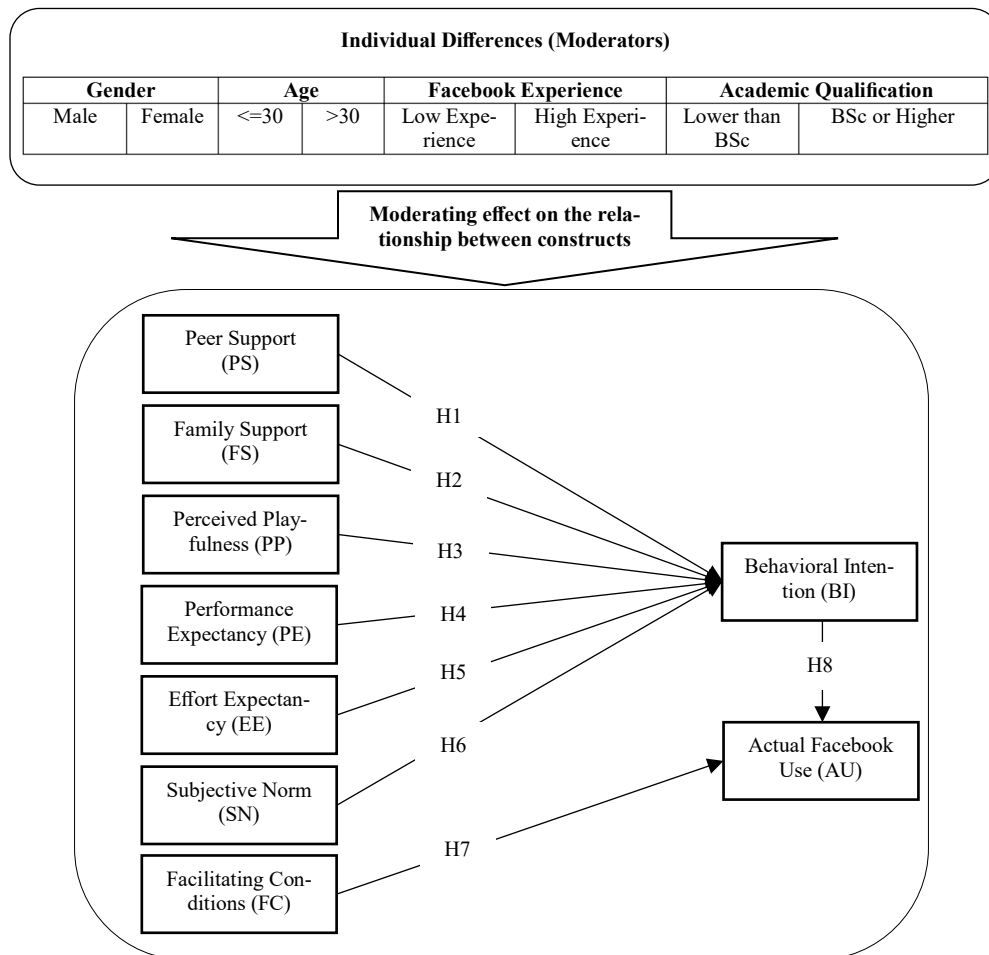 Individual Differences (Moderators)
Gender Age Facebook Experience Academic Qualification
Male Female <=30 >30 Low Expe- High Experi- Lower than BSc or Higher
rience ence BSc
Moderating effect on the rela-
tionship between constructs
Peer Support
(PS)
H1
Family Support
(FS)
H2
Perceived Play-
fulness (PP)
H3
Behavioral Inten-
tion (BI)
Performance
Expectancy (PE)
H4
H8
Effort Expectan-
cy (EE)
H5
H6
Actual Facebook
Use (AU)
Subjective Norm
(SN)
H7
Facilitating Con-
ditions (FC)